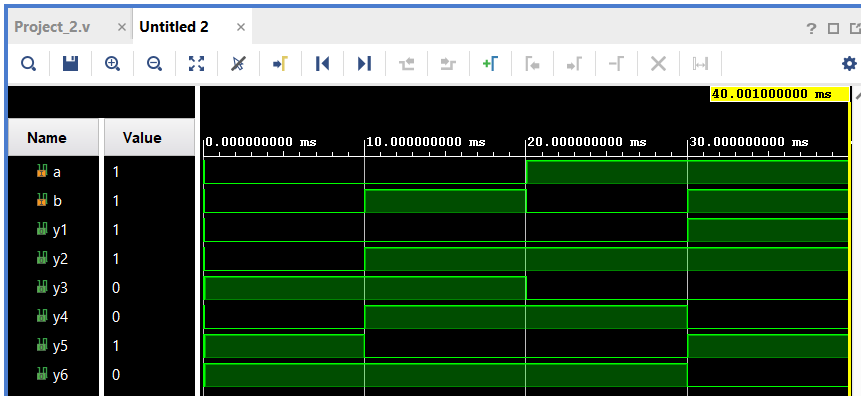 Project_2.v × Untitled 2 ×
40.001000000 ms
Name Value
0.000000000 ms 10.000000000 ms 20.000000000 ms 30.000000000 ms
a 1
b 1
y1 1
y2 1
y3 0
y4 0
y5 1
y6 0